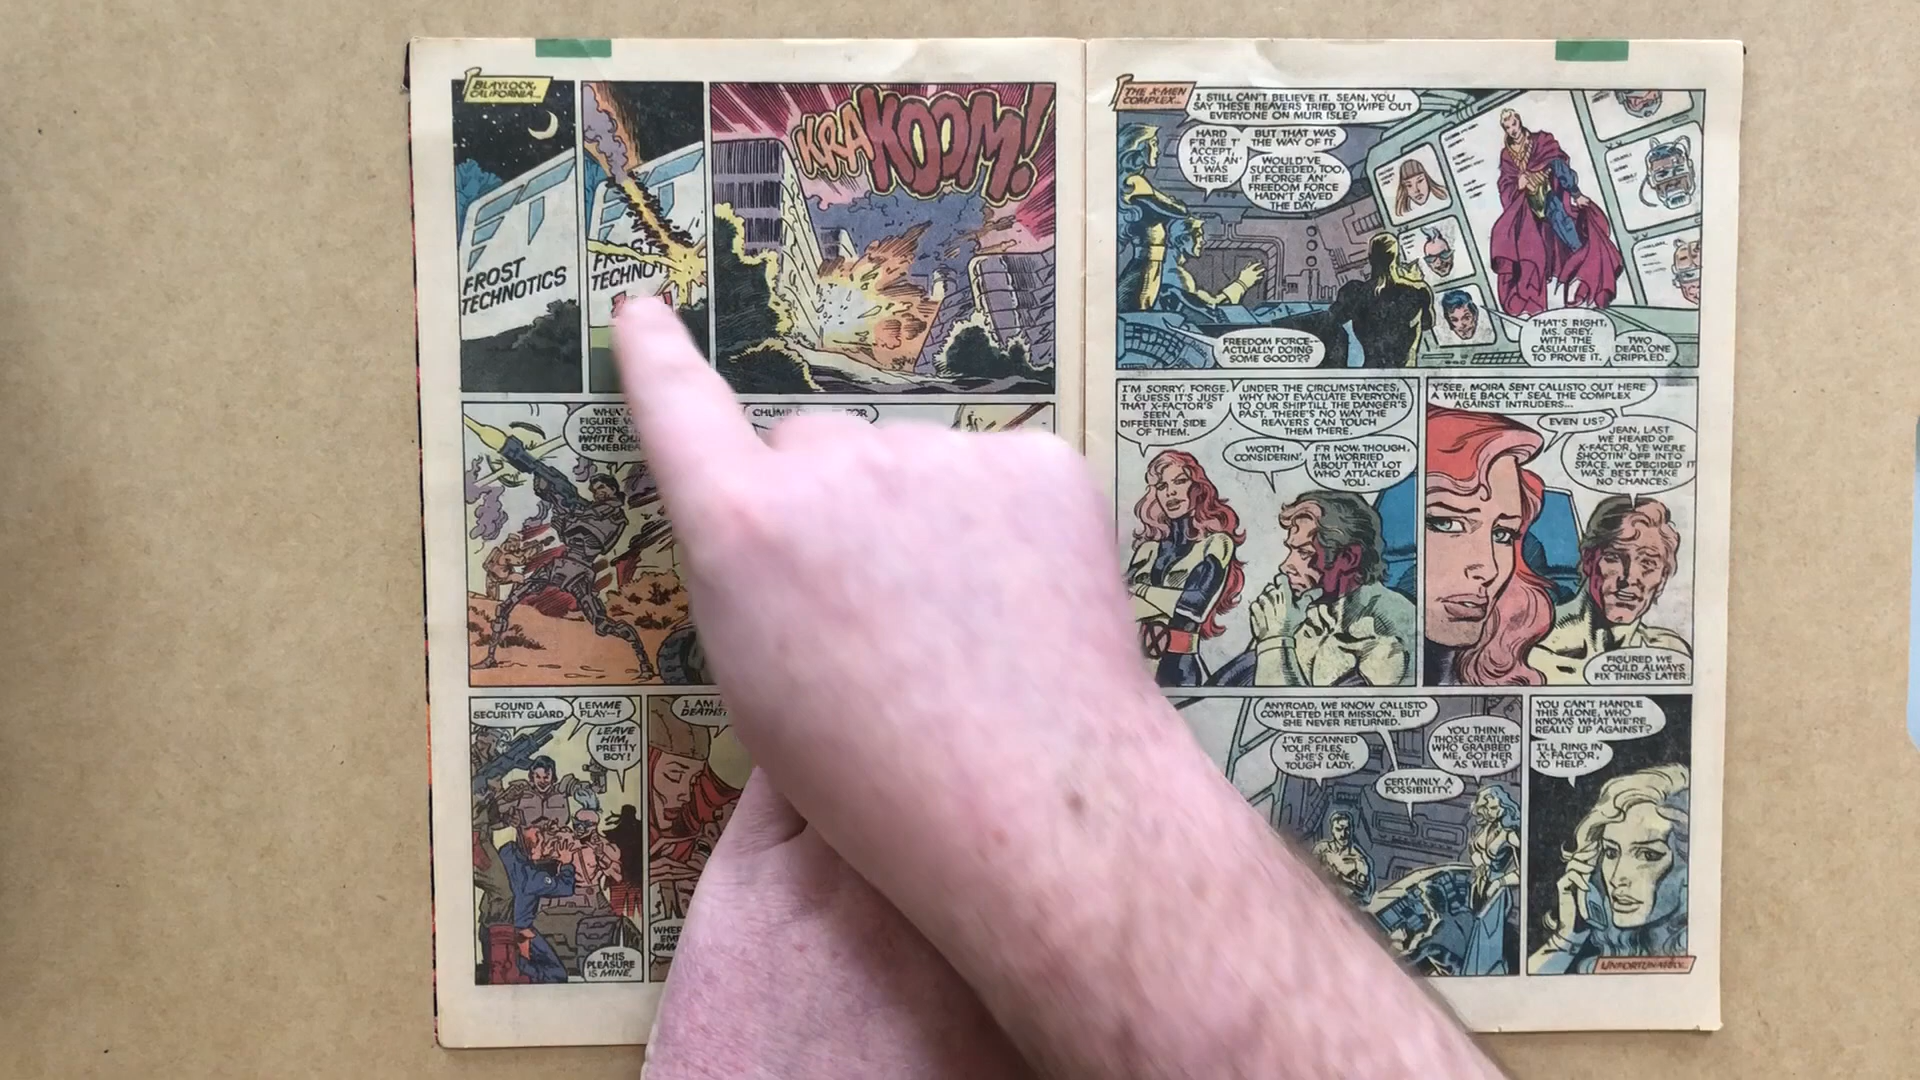 BLAYLOCK,
CALIFORNIA...
FROST
TECHNOTICS
FROST
TECHNOT
KRAKOOM!
FIGURE
COSTING
WHITE
CHUMP
FOR
FOUND A
SECURITY GUARD.
LEMME
PLAY--!
LEAVE
HIM,
PRETTY
BOY!
THIS
PLEASURE
IS MINE.
I AM
THE X-MEN
COMPLEX...
I STILL CAN'T BELIEVE IT. SEAN, YOU
SAY THESE REAVERS TRIED TO WIPE OUT
EVERYONE ON MUIR ISLE?
HARD
F'R ME T'
ACCEPT,
LASS, AN'
I WAS
THERE.
BUT THAT WAS
THE WAY OF IT.
WOULD'VE
SUCCEEDED, TOO,
IF FORGE AN'
FREEDOM FORCE
HADN'T SAVED
THE DAY.
FREEDOM FORCE--
ACTUALLY DOING
SOME GOOD??
THAT'S RIGHT,
MS. GREY.
WITH THE
CASUALTIES
TO PROVE IT.
TWO
DEAD, ONE
CRIPPLED.
I'M SORRY, FORGE.
I GUESS IT'S JUST
THAT X-FACTOR'S
SEEN A
DIFFERENT SIDE
OF THEM.
UNDER THE CIRCUMSTANCES,
WHY NOT EVACUATE EVERYONE
TO OUR SHIP TILL THE DANGER'S
PAST. THERE'S NO WAY THE
REAVERS CAN TOUCH
THEM THERE.
WORTH
CONSIDERIN'.
F'R NOW, THOUGH,
I'M WORRIED
ABOUT THAT LOT
WHO ATTACKED
YOU.
Y'SEE, MOIRA SENT CALLISTO OUT HERE
A WHILE BACK T' SEAL THE COMPLEX
AGAINST INTRUDERS...
EVEN US?
JEAN, LAST
WE HEARD OF
X-FACTOR, YE WERE
SHOOTIN' OFF INTO
SPACE. WE DECIDED IT
WAS BEST T'TAKE
NO CHANCES.
FIGURED WE
COULD ALWAYS
FIX THINGS LATER.
ANYROAD, WE KNOW CALLISTO
COMPLETED HER MISSION, BUT
SHE NEVER RETURNED.
I'VE SCANNED
YOUR FILES.
SHE'S ONE
TOUGH LADY.
YOU THINK
THOSE CREATURES
WHO GRABBED
ME, GOT HER
AS WELL?
CERTAINLY A
POSSIBILITY.
YOU CAN'T HANDLE
THIS ALONE, WHO
KNOWS WHAT WE'RE
REALLY UP AGAINST?
I'LL RING IN
X-FACTOR,
TO HELP.
UNFORTUNATELY...